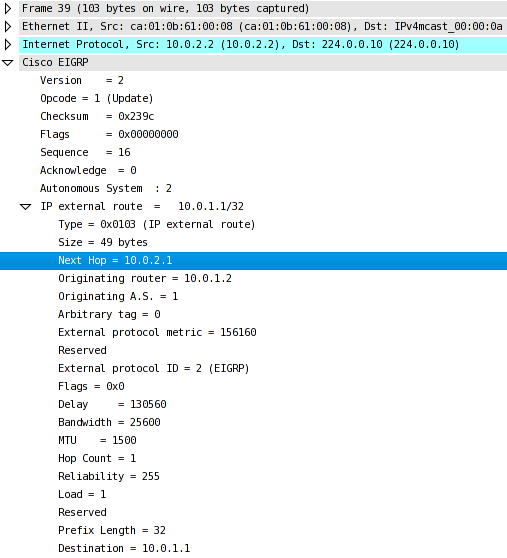 Frame 39 (103 bytes on wire, 103 bytes captured)
Ethernet II, Src: ca:01:0b:61:00:08 (ca:01:0b:61:00:08), Dst: IPv4mcast_00:00:0a
Internet Protocol, Src: 10.0.2.2 (10.0.2.2), Dst: 224.0.0.10 (224.0.0.10)
Cisco EIGRP
Version = 2
Opcode = 1 (Update)
Checksum = 0x239c
Flags = 0x00000000
Sequence = 16
Acknowledge = 0
Autonomous System : 2
IP external route = 10.0.1.1/32
Type = 0x0103 (IP external route)
Size = 49 bytes
Next Hop = 10.0.2.1
Originating router = 10.0.1.2
Originating A.S. = 1
Arbitrary tag = 0
External protocol metric = 156160
Reserved
External protocol ID = 2 (EIGRP)
Flags = 0x0
Delay = 130560
Bandwidth = 25600
MTU = 1500
Hop Count = 1
Reliability = 255
Load = 1
Reserved
Prefix Length = 32
Destination = 10.0.1.1